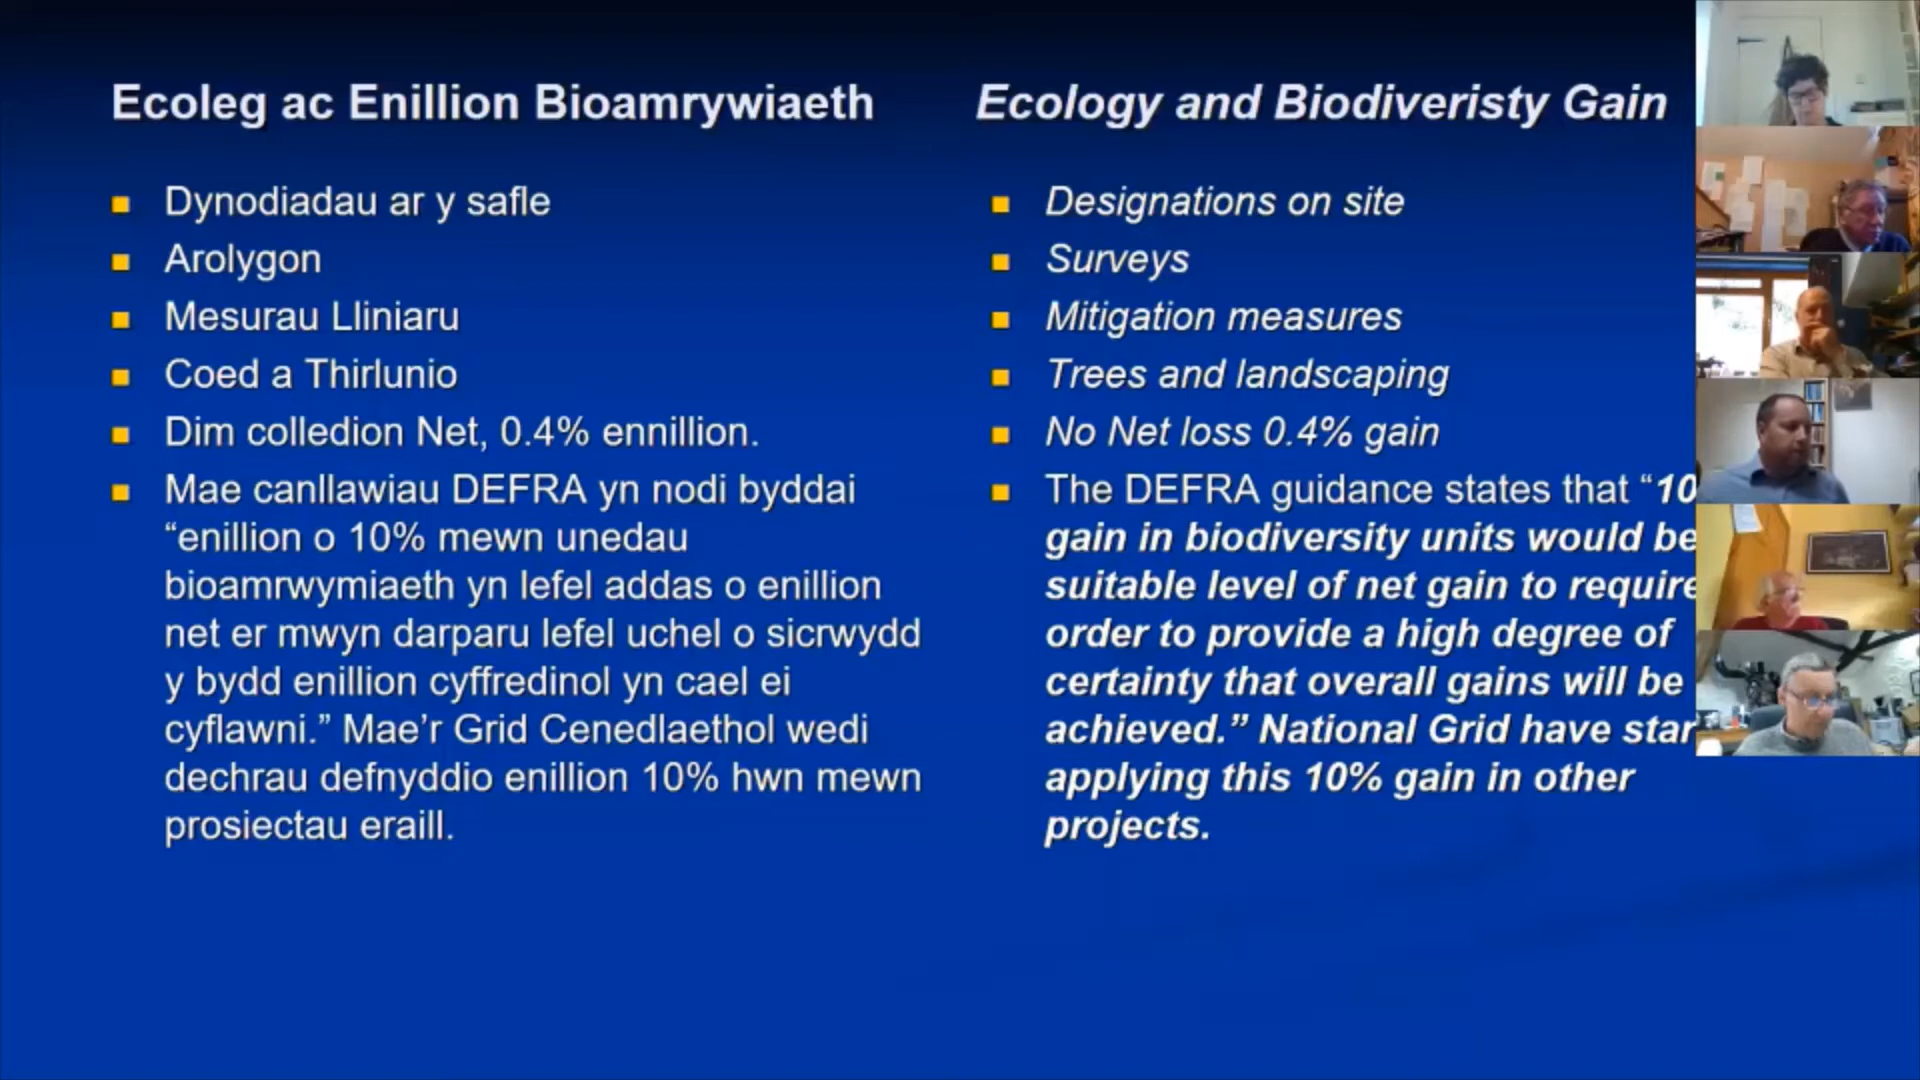 Ecoleg ac Enillion Bioamrywiaeth
Dynodiadau ar y safle
Arolygon
Mesurau Lliniaru
Coed a Thirlunio
Dim colledion Net, 0.4% ennillion.
Mae canllawiau DEFRA yn nodi byddai
“enillion o 10% mewn unedau
bioamrwymiaeth yn lefel addas o enillion
net er mwyn darparu lefel uchel o sicrwydd
y bydd enillion cyffredinol yn cael ei
cyflawni.” Mae’r Grid Cenedlaethol wedi
dechrau defnyddio enillion 10% hwn mewn
prosiectau eraill.
Ecology and Biodiveristy Gain
Designations on site
Surveys
Mitigation measures
Trees and landscaping
No Net loss 0.4% gain
The DEFRA guidance states that “10
gain in biodiversity units would be
suitable level of net gain to require
order to provide a high degree of
certainty that overall gains will be
achieved.” National Grid have star
applying this 10% gain in other
projects.